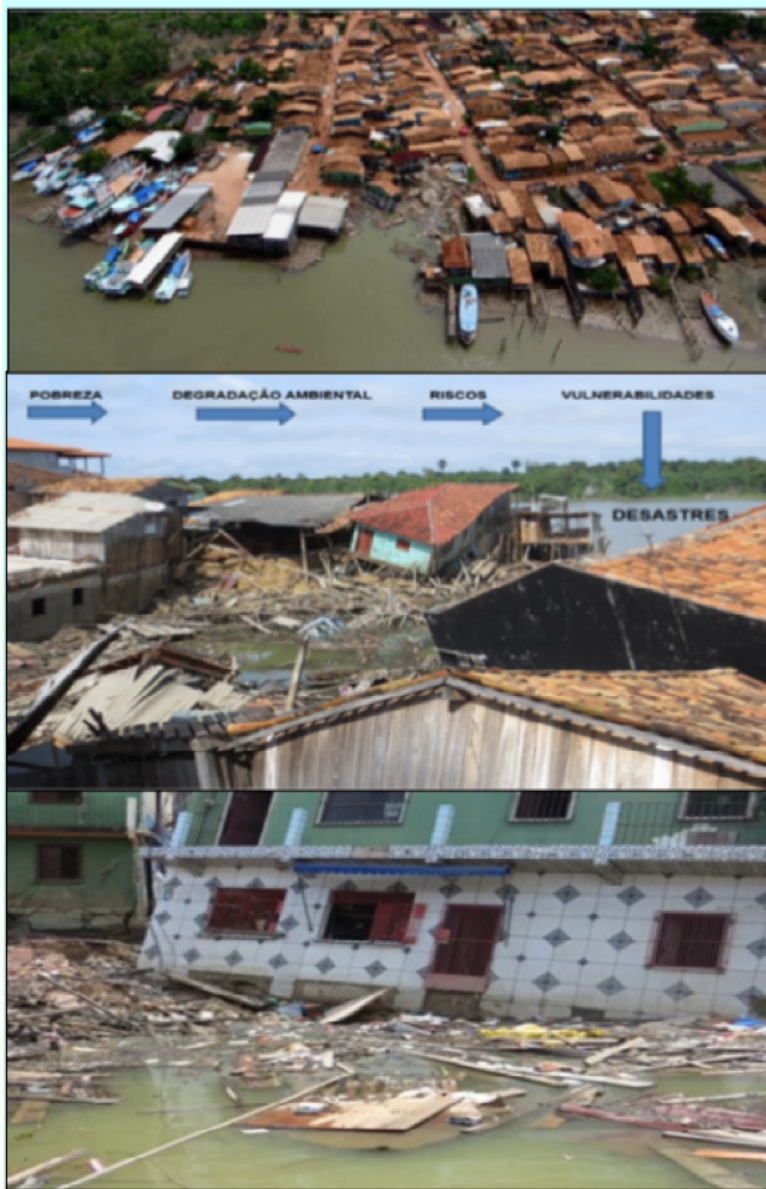 POBREZA
DEGRADAÇÃO AMBIENTAL
RISCOS
VULNERABILIDADES
DESASTRES